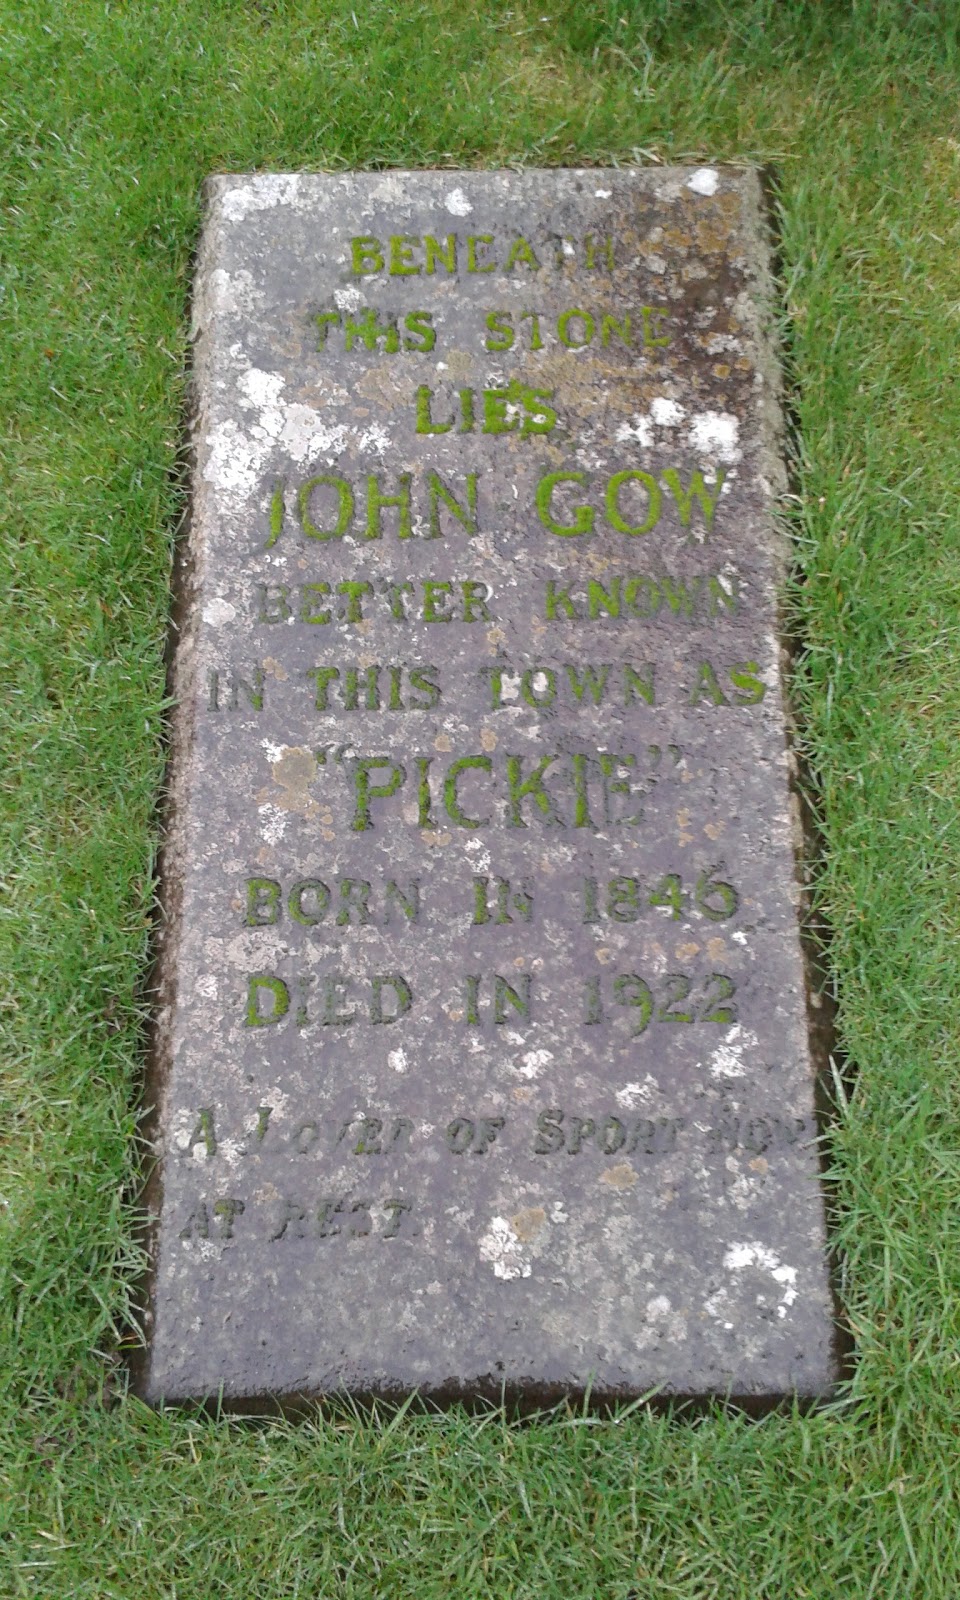 BENEATH
THIS STONE
LIES
JOHN GOW
BETTER KNOWN
IN THIS TOWN AS
"PICKIE"
BORN IN 1846
DIED IN 1922
A LOVER OF SPORT NOW
AT REST.